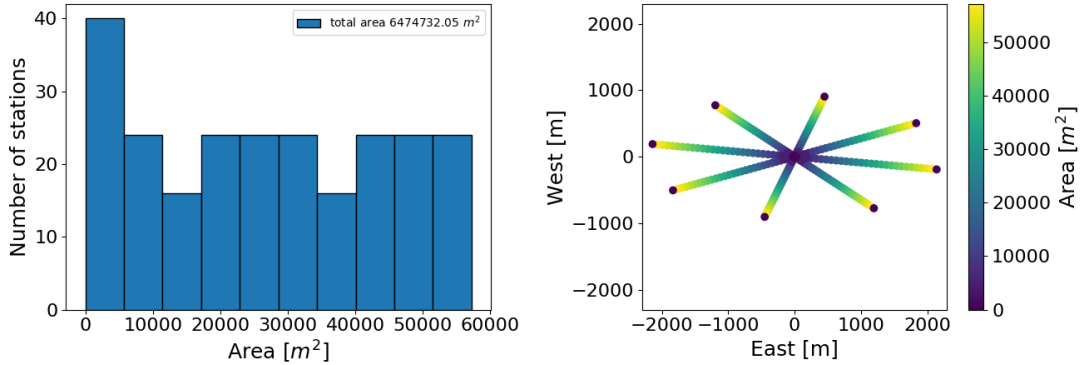 total area 6474732.05 m²
Number of stations
40
30
20
10
0
0 10000 20000 30000 40000 50000 60000
Area [m²]
West [m]
2000
1000
0
−1000
−2000
−2000 −1000 0 1000 2000
East [m]
50000
40000
30000
20000
10000
0
Area [m²]